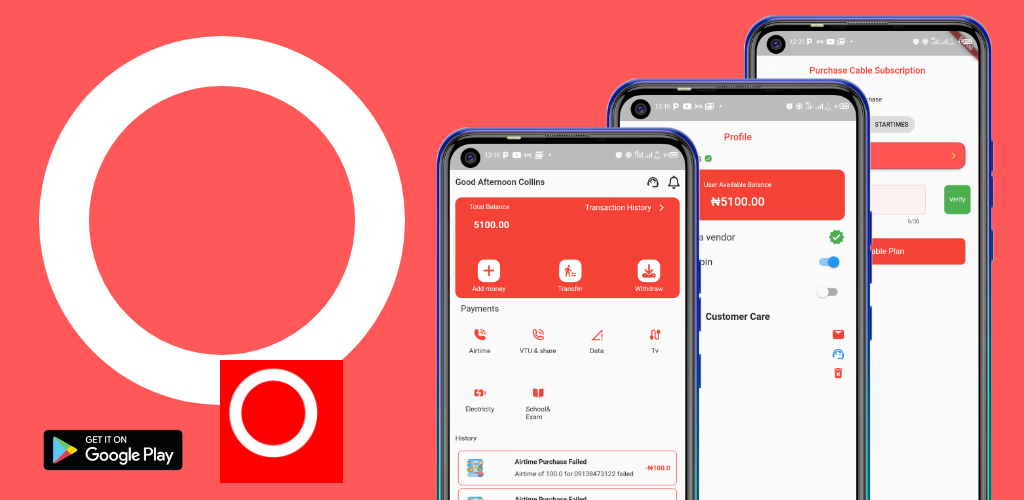 GET IT ON
Google Play
12:16
Good Afternoon Collins
Total Balance
Transaction History
5100.00
Add money
Transfer
Withdraw
Payments
Airtime
VTU & share
Data
Tv
Electricity
School&
Exam
History
Airtime Purchase Failed
Airtime of 100.0 for 09138473122 failed
-₦100.0
Airtime Purchase Failed
12:16
Profile
s
User Available Balance
₦5100.00
a vendor
pin
Customer Care
12:21
Purchase Cable Subscription
hase
STARTIMES
Verify
0/30
able Plan